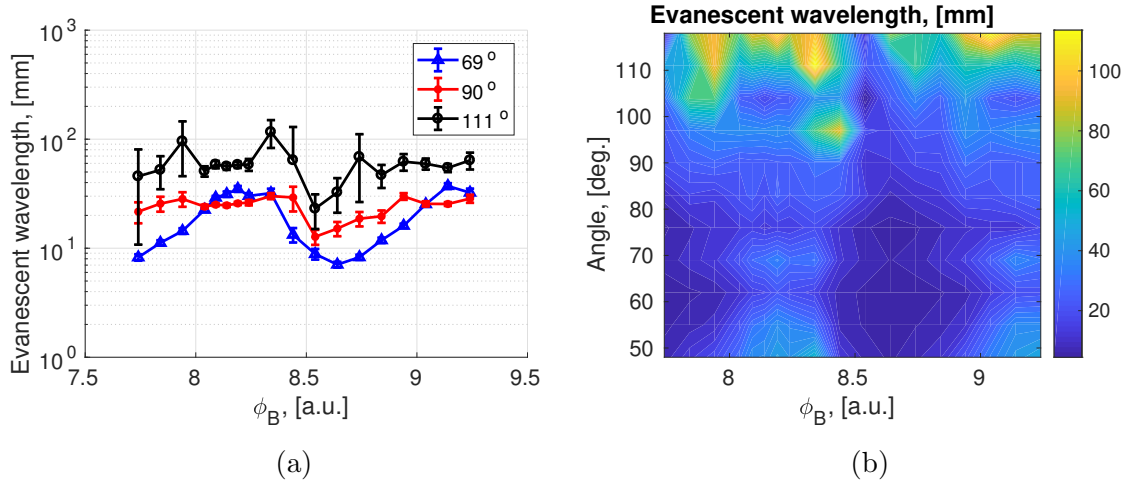 10^3
10^2
10^1
10^0
Evanescent wavelength, [mm]
69 °
90 °
111 °
7.5 8 8.5 9 9.5
ϕ_B, [a.u.]
(a)
Evanescent wavelength, [mm]
110
100
90
80
70
60
50
Angle, [deg.]
8 8.5 9
ϕ_B, [a.u.]
100
80
60
40
20
(b)